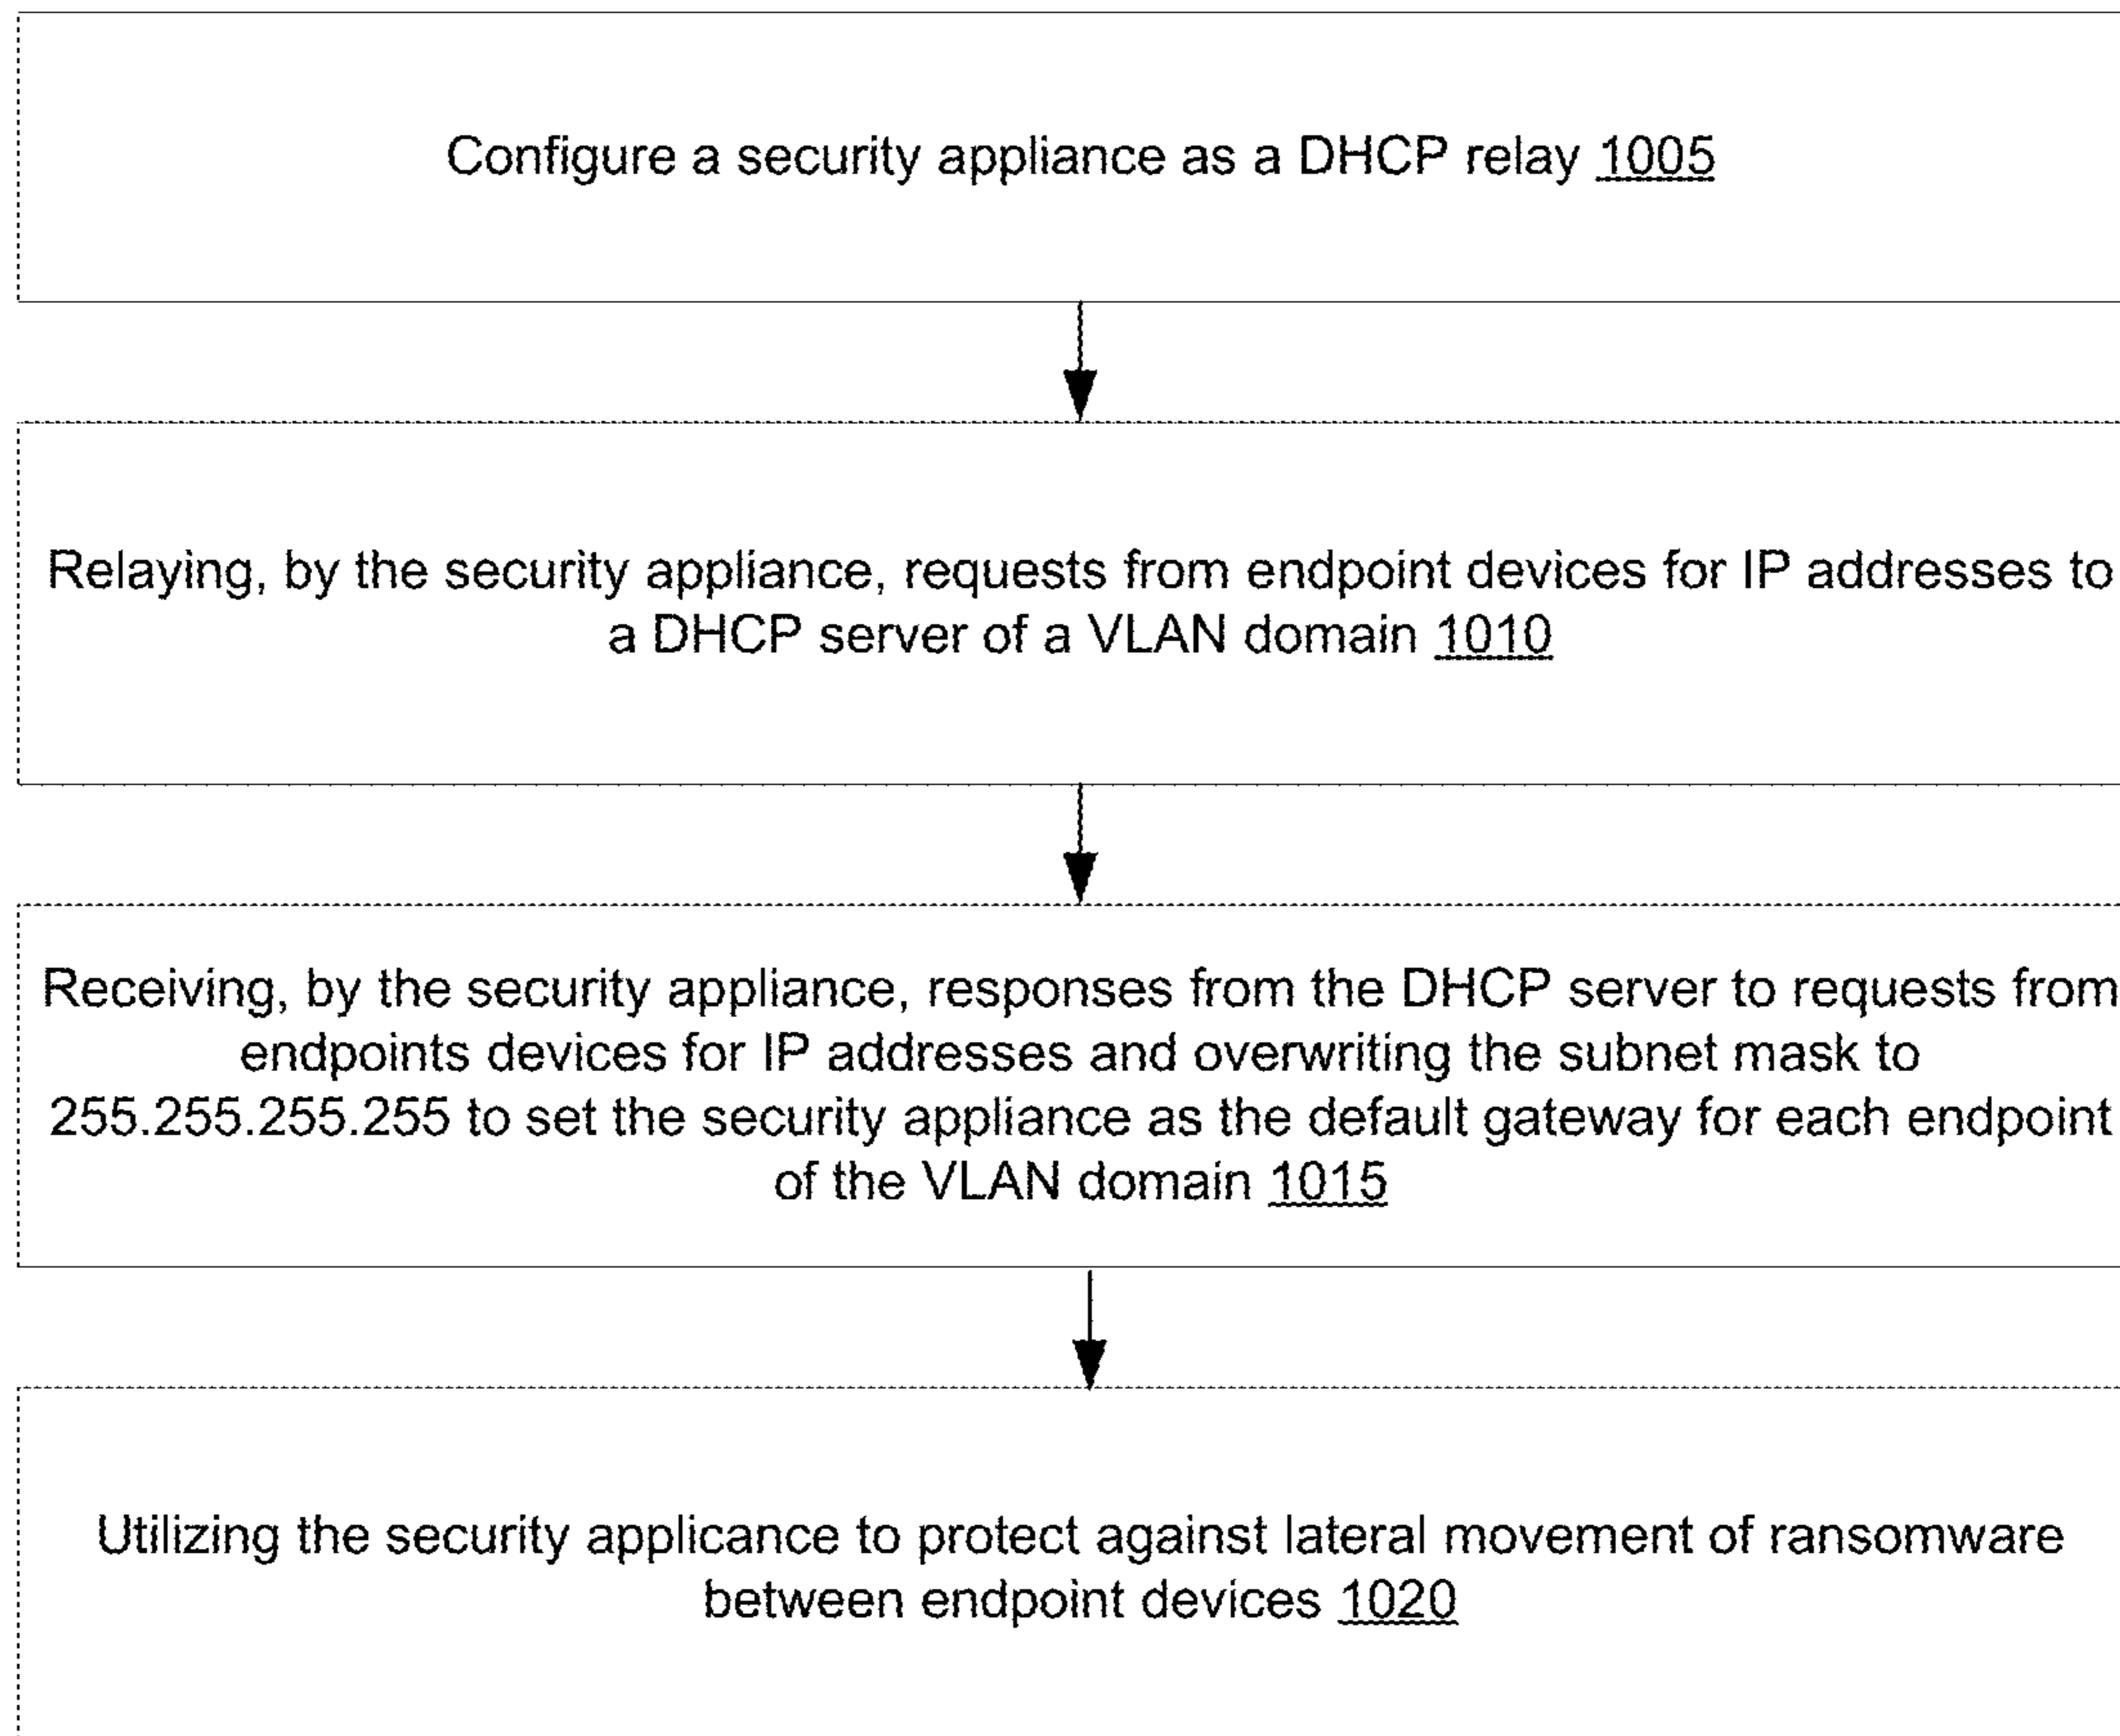 Configure a security appliance as a DHCP relay 1005
Relaying, by the security appliance, requests from endpoint devices for IP addresses to
a DHCP server of a VLAN domain 1010
Receiving, by the security appliance, responses from the DHCP server to requests from
endpoints devices for IP addresses and overwriting the subnet mask to
255.255.255.255 to set the security appliance as the default gateway for each endpoint
of the VLAN domain 1015
Utilizing the security applicance to protect against lateral movement of ransomware
between endpoint devices 1020